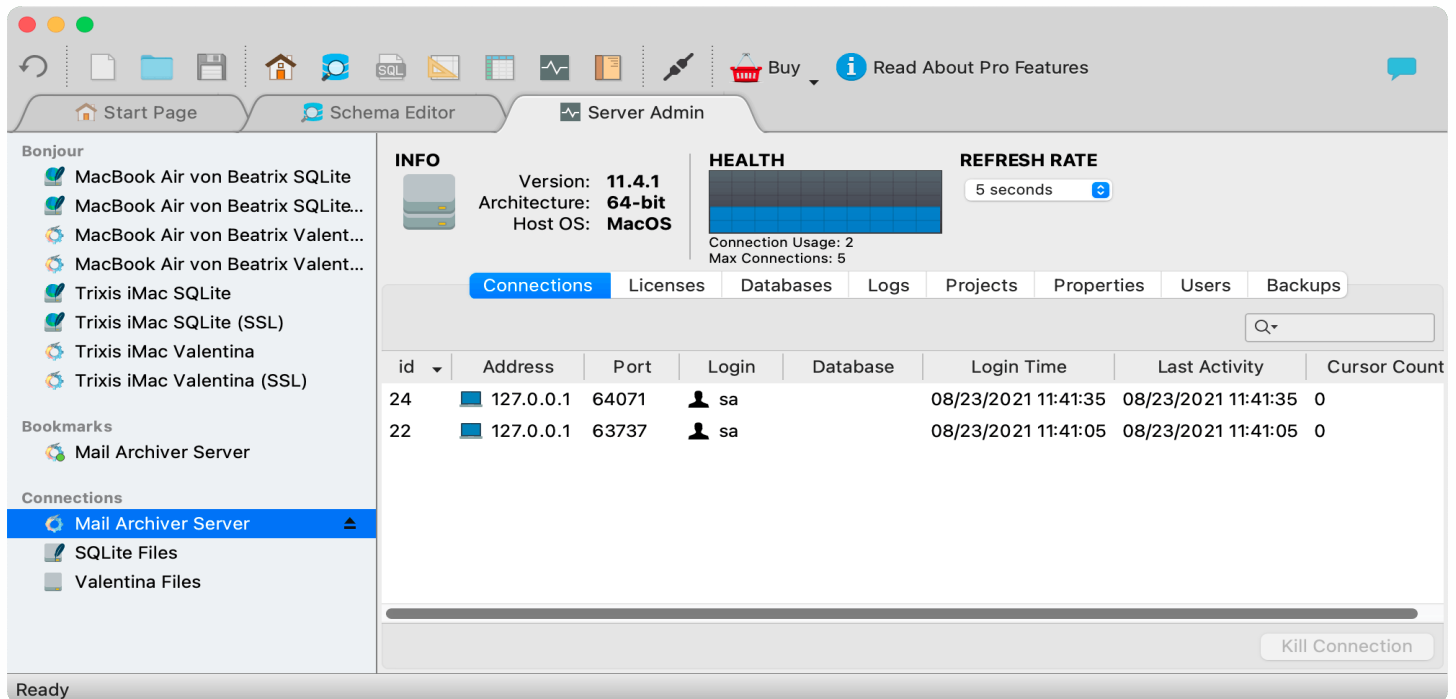 SQL Buy Read About Pro Features
Start Page Schema Editor Server Admin
Bonjour
MacBook Air von Beatrix SQLite
MacBook Air von Beatrix SQLite...
MacBook Air von Beatrix Valent...
MacBook Air von Beatrix Valent...
Trixis iMac SQLite
Trixis iMac SQLite (SSL)
Trixis iMac Valentina
Trixis iMac Valentina (SSL)
Bookmarks
Mail Archiver Server
Connections
Mail Archiver Server
SQLite Files
Valentina Files
INFO
Version: 11.4.1
Architecture: 64-bit
Host OS: MacOS
HEALTH
Connection Usage: 2
Max Connections: 5
REFRESH RATE
5 seconds
Connections Licenses Databases Logs Projects Properties Users Backups
id Address Port Login Database Login Time Last Activity Cursor Count
24 127.0.0.1 64071 sa 08/23/2021 11:41:35 08/23/2021 11:41:35 0
22 127.0.0.1 63737 sa 08/23/2021 11:41:05 08/23/2021 11:41:05 0
Kill Connection
Ready